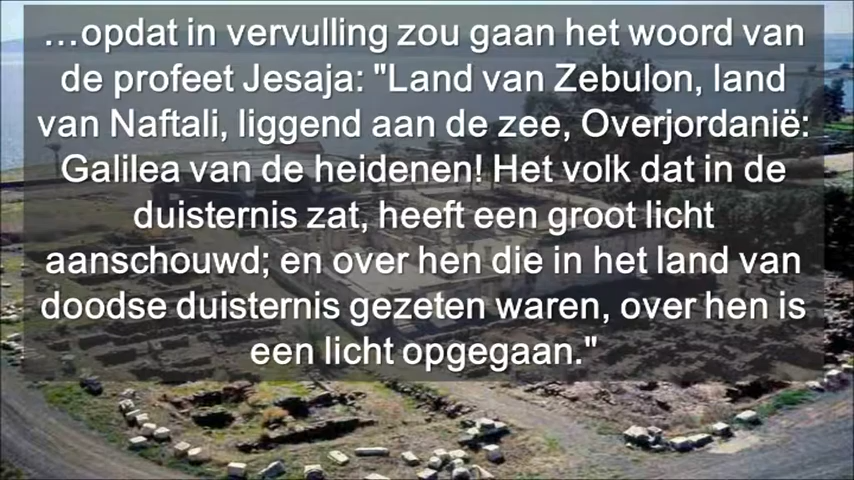 …opdat in vervulling zou gaan het woord van
de profeet Jesaja: "Land van Zebulon, land
van Naftali, liggend aan de zee, Overjordanië:
Galilea van de heidenen! Het volk dat in de
duisternis zat, heeft een groot licht
aanschouwd; en over hen die in het land van
doodse duisternis gezeten waren, over hen is
een licht opgegaan."